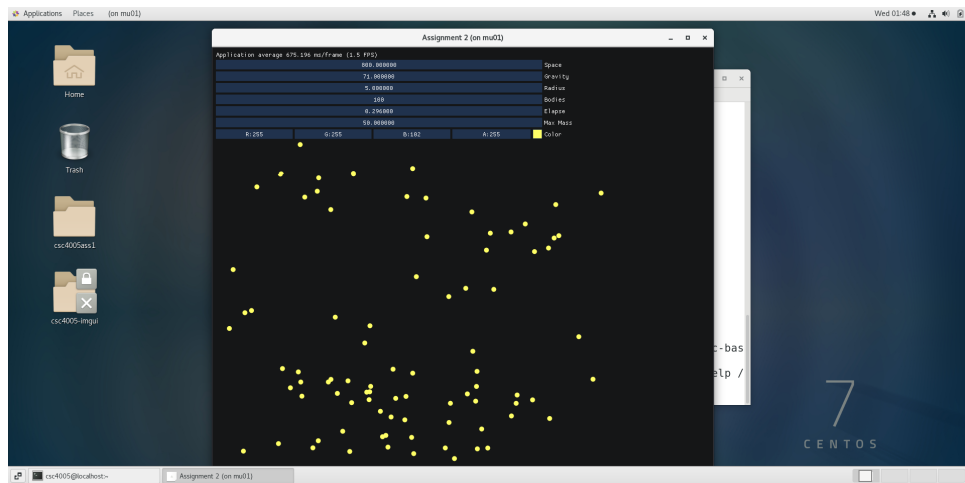 Applications Places (on mu01) Wed 01:48
Assignment 2 (on mu01)
Application average 675.196 ms/frame (1.5 FPS)
800.000000 Space
71.000000 Gravity
5.000000 Radius
100 Bodies
0.296000 Elapse
50.000000 Max Mass
R:255 G:255 B:102 A:255 Color
Home
Trash
csc4005ass1
csc4005-imgui
c-bas
elp /
7
CENTOS
csc4005@localhost:~ Assignment 2 (on mu01)